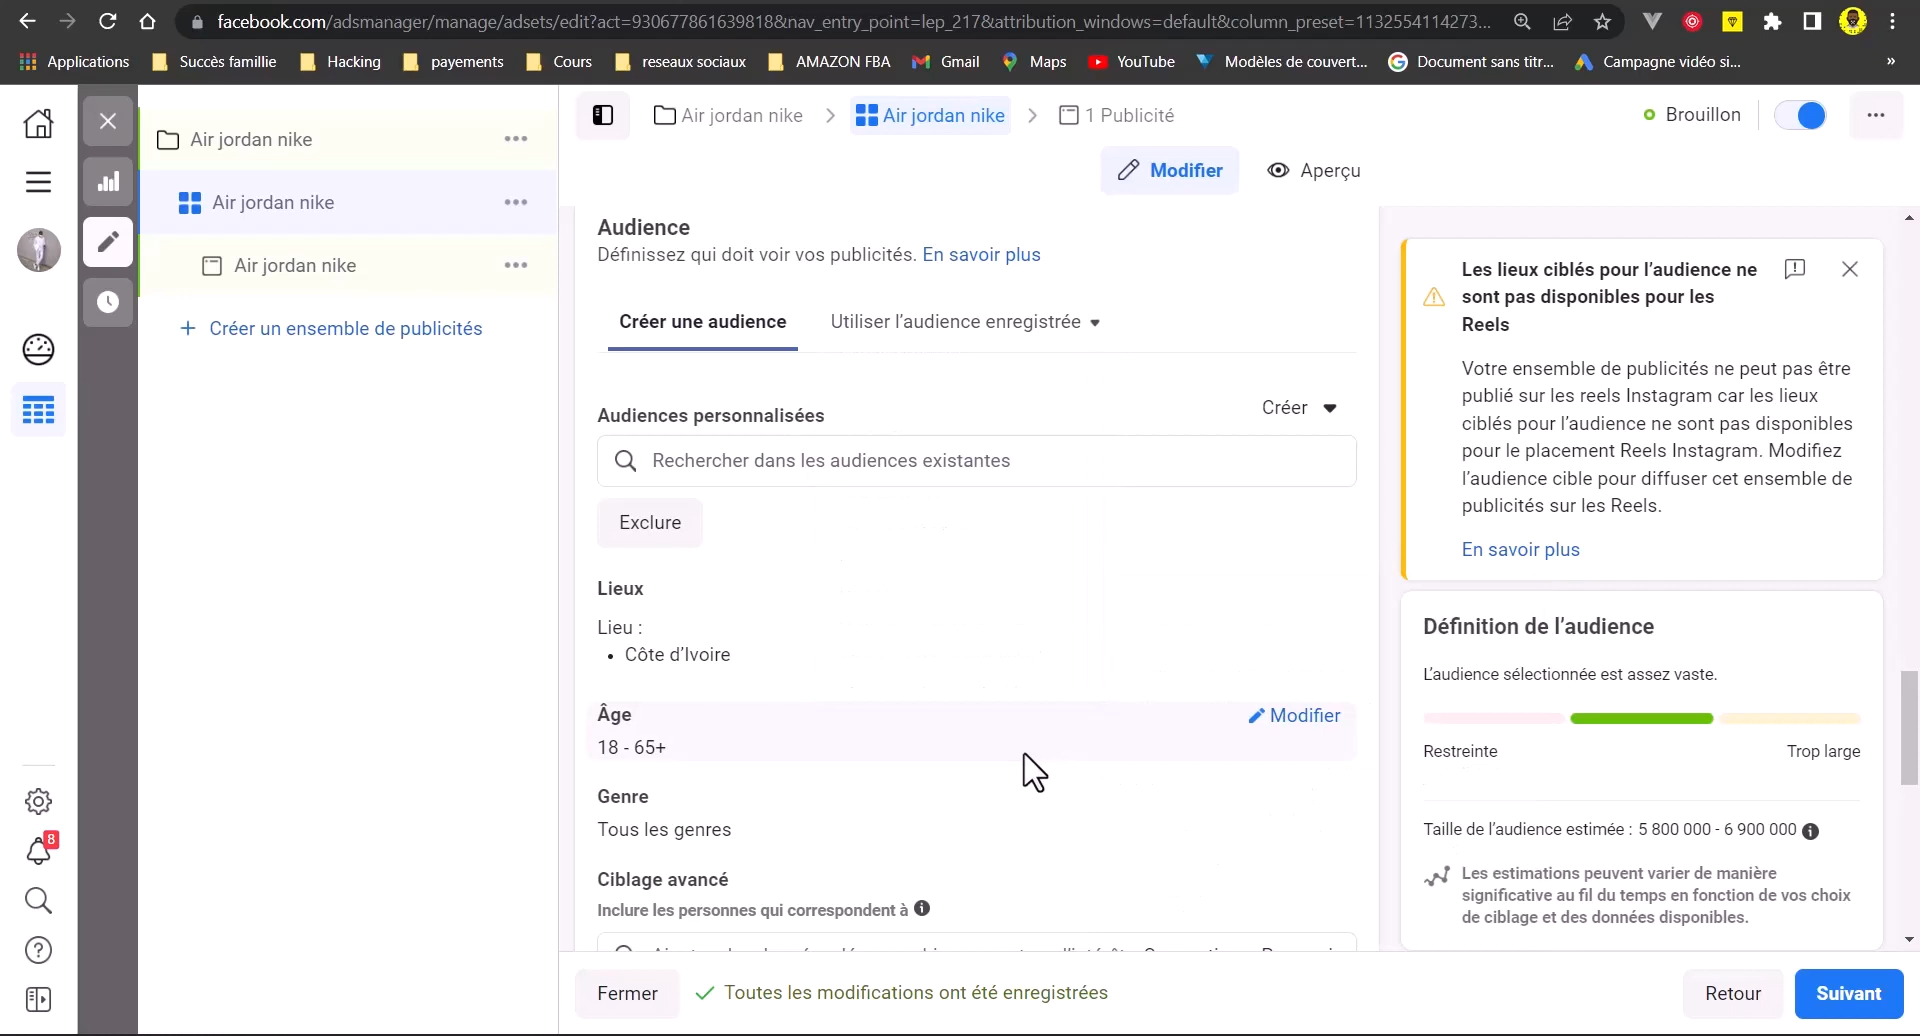 facebook.com/adsmanager/manage/adsets/edit?act=930677861639818&nav_entry_point=lep_217&attribution_windows=default&column_preset=1132554114273...
Applications
Succès famillie
Hacking
payements
Cours
reseaux sociaux
AMAZON FBA
Gmail
Maps
YouTube
Modèles de couvert...
Document sans titr...
Campagne vidéo si...
»
Air jordan nike
Air jordan nike
Air jordan nike
+ Créer un ensemble de publicités
Air jordan nike > Air jordan nike > 1 Publicité
Brouillon
Modifier
Aperçu
Audience
Définissez qui doit voir vos publicités. En savoir plus
Créer une audience
Utiliser l’audience enregistrée
Audiences personnalisées
Créer
Rechercher dans les audiences existantes
Exclure
Lieux
Lieu :
• Côte d’Ivoire
Âge
Modifier
18 - 65+
Genre
Tous les genres
Ciblage avancé
Inclure les personnes qui correspondent à
Les lieux ciblés pour l’audience ne
sont pas disponibles pour les
Reels
Votre ensemble de publicités ne peut pas être
publié sur les reels Instagram car les lieux
ciblés pour l’audience ne sont pas disponibles
pour le placement Reels Instagram. Modifiez
l’audience cible pour diffuser cet ensemble de
publicités sur les Reels.
En savoir plus
Définition de l’audience
L’audience sélectionnée est assez vaste.
Restreinte
Trop large
Taille de l’audience estimée : 5 800 000 - 6 900 000
Les estimations peuvent varier de manière
significative au fil du temps en fonction de vos choix
de ciblage et des données disponibles.
8
Fermer
Toutes les modifications ont été enregistrées
Retour
Suivant